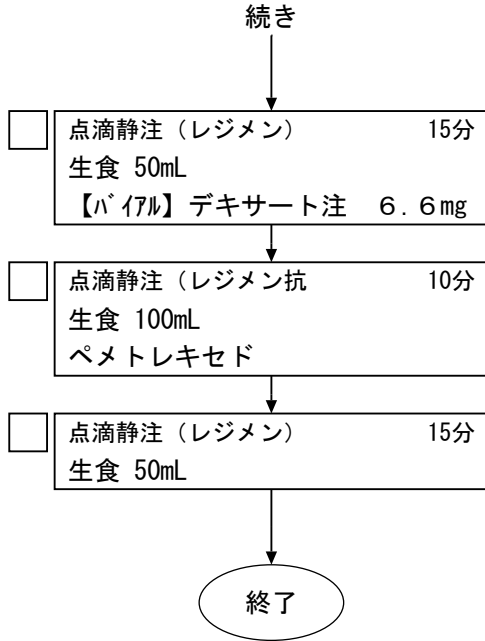 続き
点滴静注（レジメン） 15分
生食 50mL
【ﾊﾞｲｱﾙ】デキサート注　６.６mg
点滴静注（レジメン抗 10分
生食 100mL
ペメトレキセド
点滴静注（レジメン） 15分
生食 50mL
終了